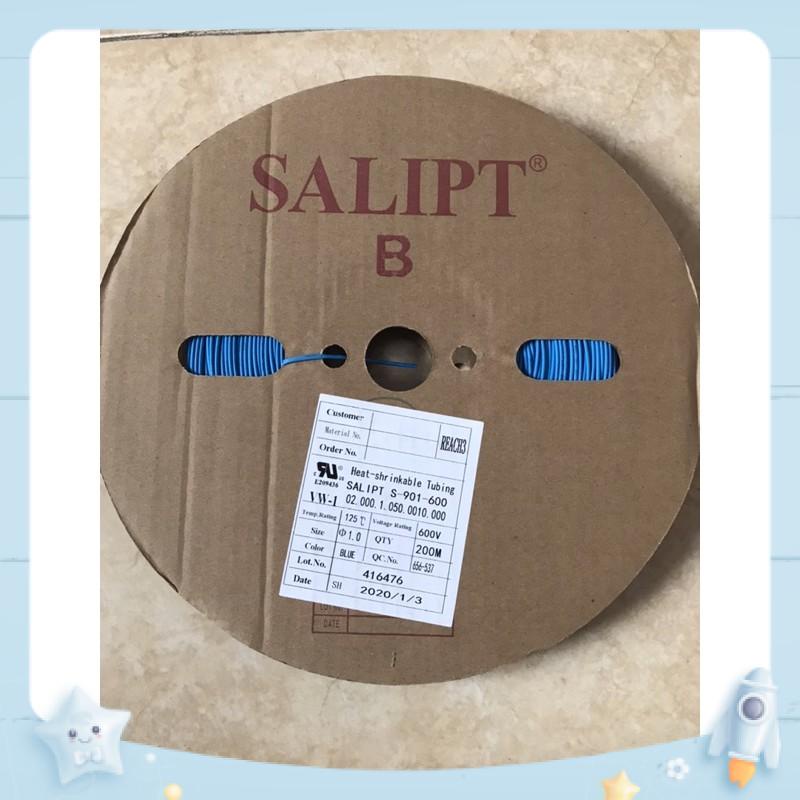 SALIPT®
B
Customer
Material No.
REACH3
Order No.
Heat-shrinkable Tubing
E209436
SALIPT S-901-600
VW-1
02.000.1.050.0010.000
Temp.Rating 125℃ Voltage Rating 600V
Size Φ1.0 QTY 200M
Color BLUE QC.No. 656-537
Lot.No. 416476
Date SH 2020/1/3
DATE